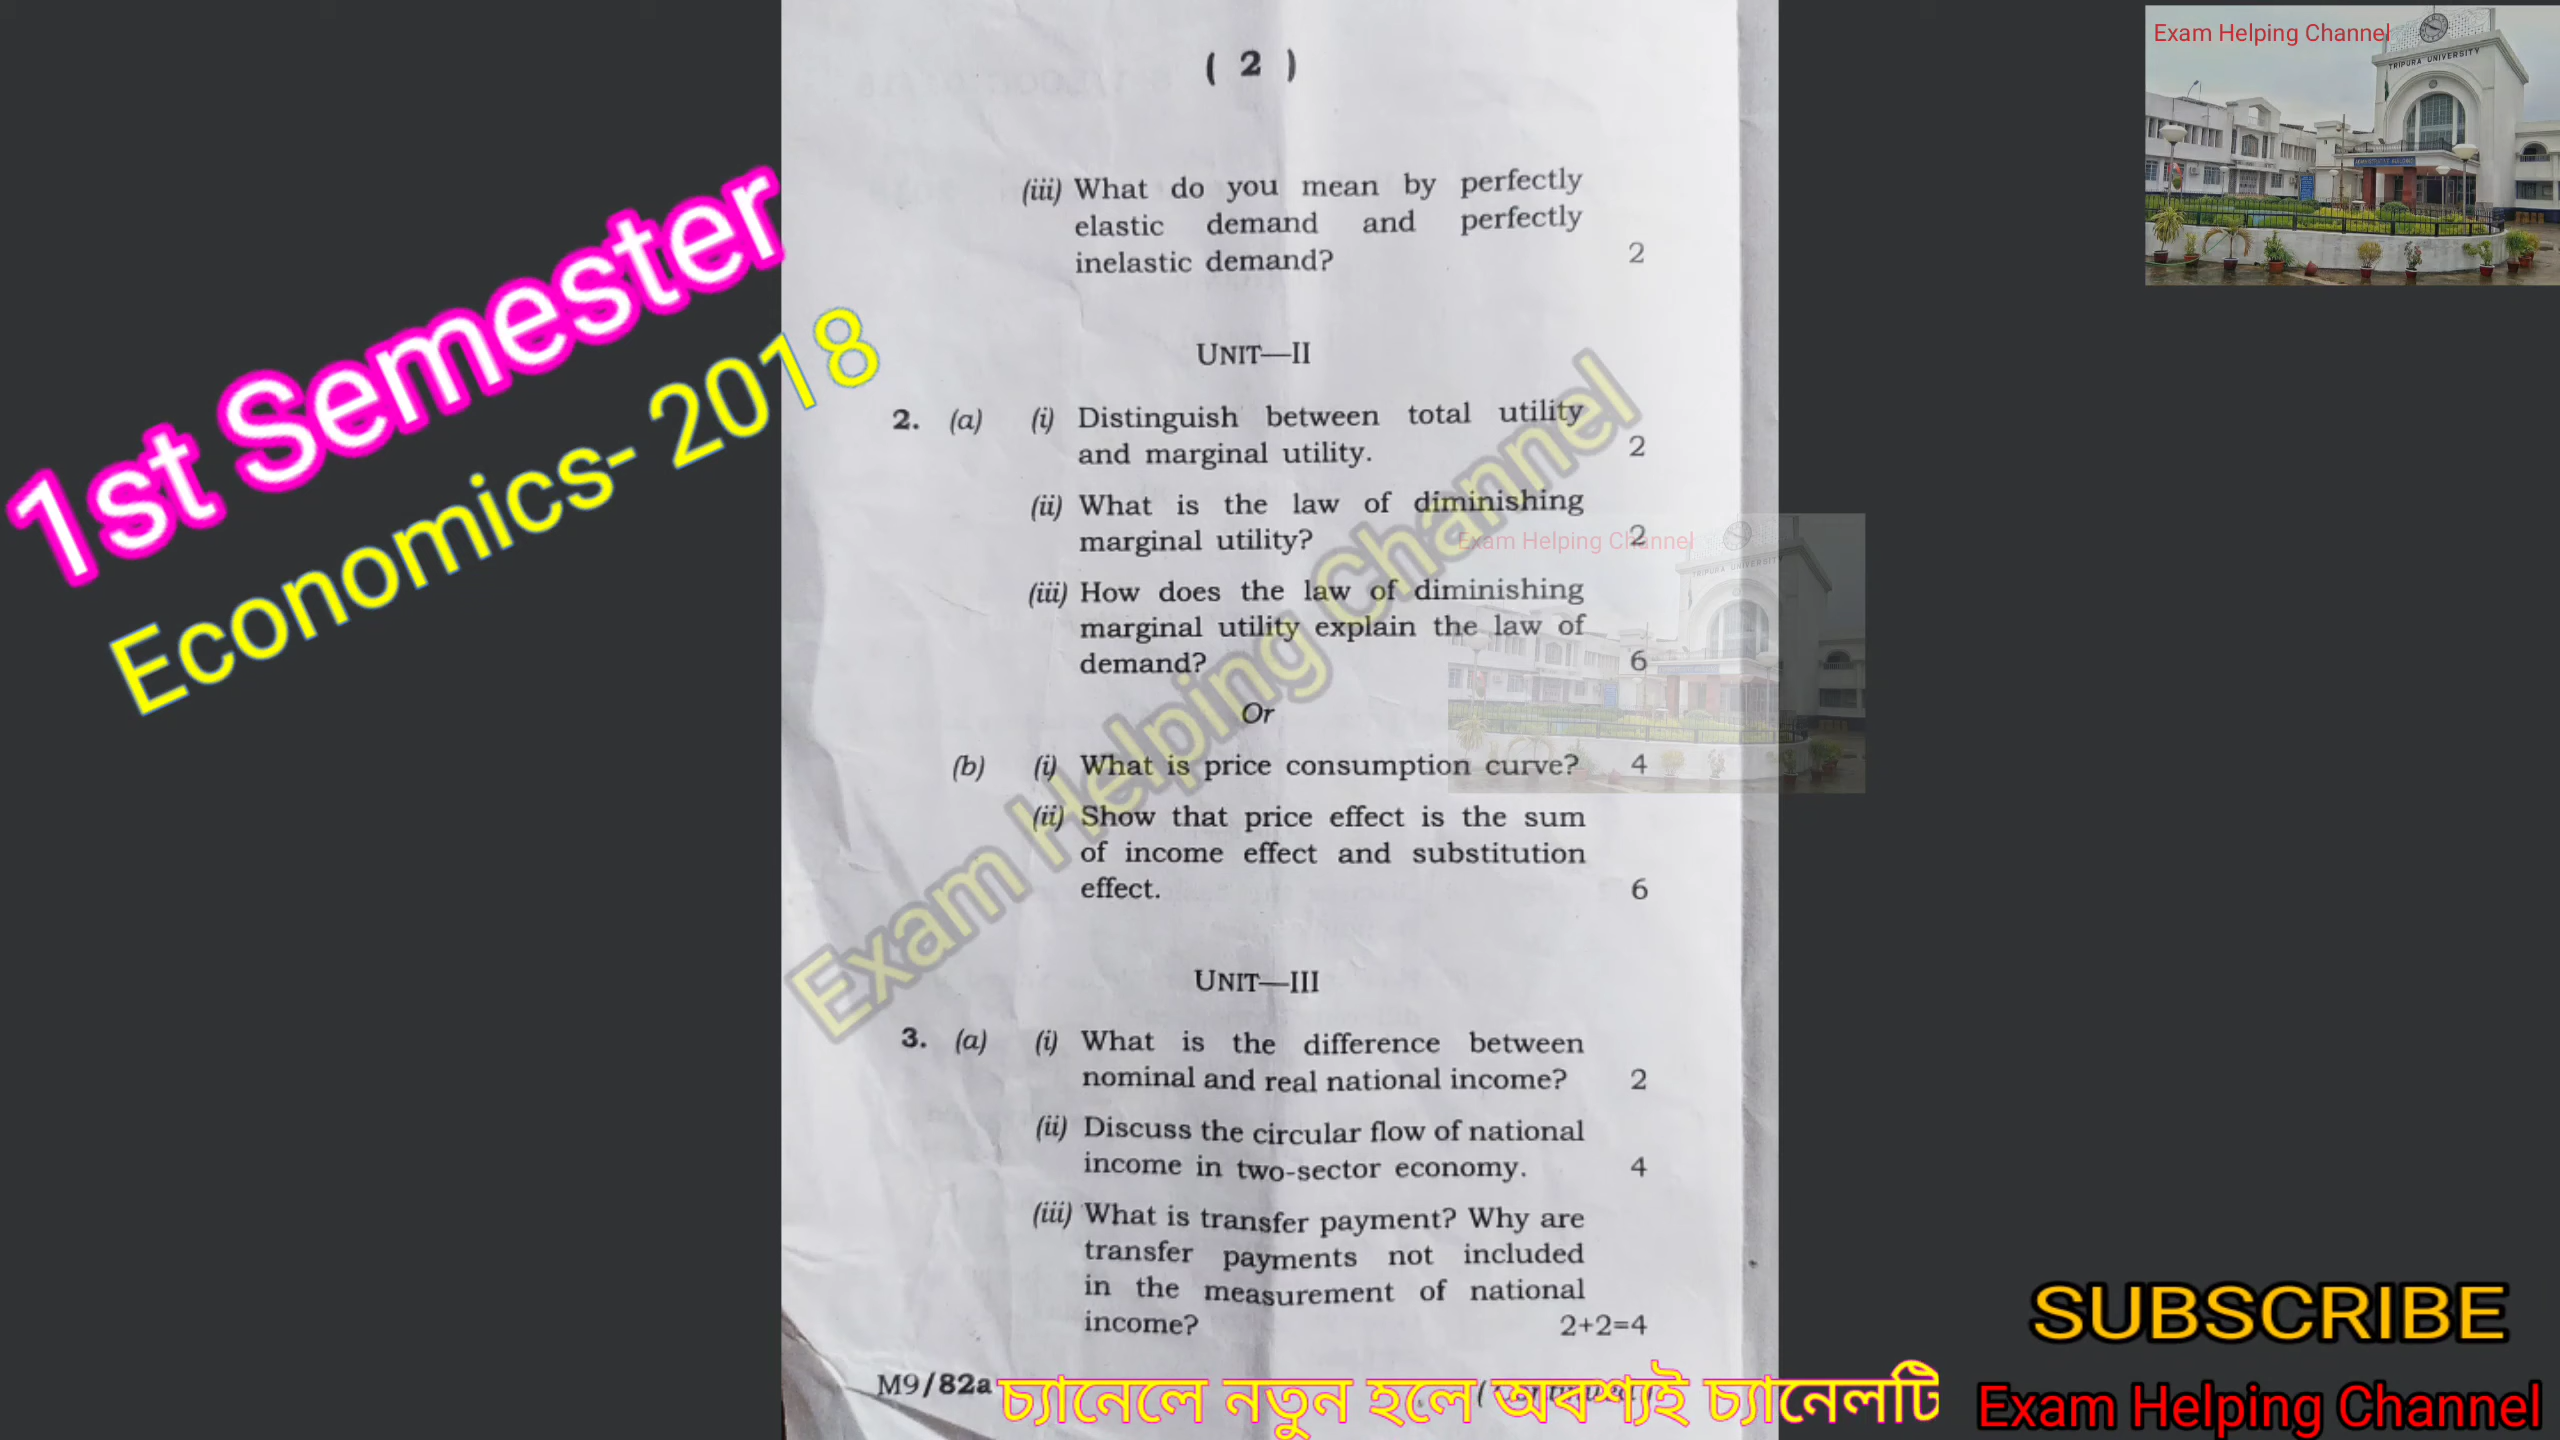 Exam Helping Channel
TRIPURA UNIVERSITY
1st Semester
Economics- 2018
( 2 )
(iii) What do you mean by perfectly
elastic demand and perfectly
inelastic demand? 2
UNIT—II
2. (a) (i) Distinguish between total utility
and marginal utility. 2
(ii) What is the law of diminishing
marginal utility? 2
(iii) How does the law of diminishing
marginal utility explain the law of
demand? 6
Or
(b) (i) What is price consumption curve? 4
(ii) Show that price effect is the sum
of income effect and substitution
effect. 6
UNIT—III
3. (a) (i) What is the difference between
nominal and real national income? 2
(ii) Discuss the circular flow of national
income in two-sector economy. 4
(iii) What is transfer payment? Why are
transfer payments not included
in the measurement of national
income? 2+2=4
M9/82a
Exam Helping Channel
Exam Helping Channel
TRIPURA UNIVERSITY
চ্যানেলে নতুন হলে অবশ্যই চ্যানেলটি
SUBSCRIBE
Exam Helping Channel